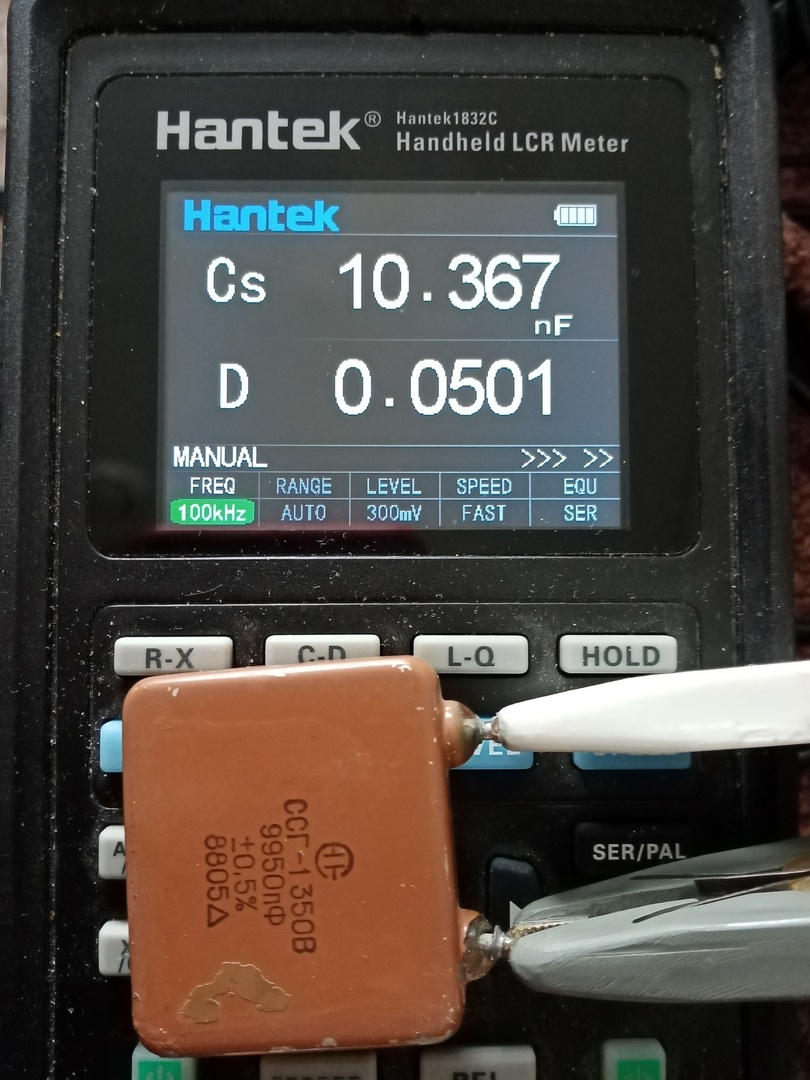 Hantek® Hantek1832C
Handheld LCR Meter
Hantek
Cs 10.367
nF
D 0.0501
MANUAL >>> >>
FREQ RANGE LEVEL SPEED EQU
100kHz AUTO 300mV FAST SER
R-X C-D L-Q HOLD
SER/PAL
ССГ-1 350В
9950пФ
±0,5%
8805△
REL